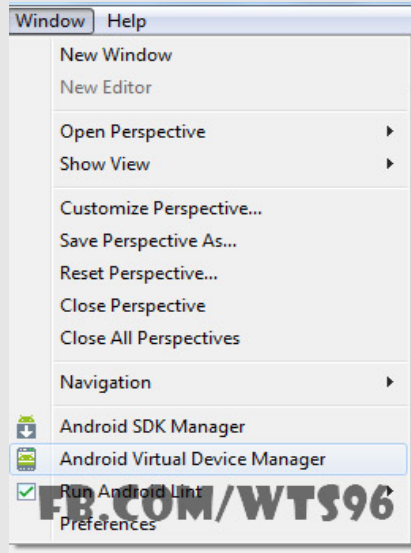 Window Help
New Window
New Editor
Open Perspective
Show View
Customize Perspective...
Save Perspective As...
Reset Perspective...
Close Perspective
Close All Perspectives
Navigation
Android SDK Manager
Android Virtual Device Manager
Run Android Lint
FB.COM/WTS96
Preferences